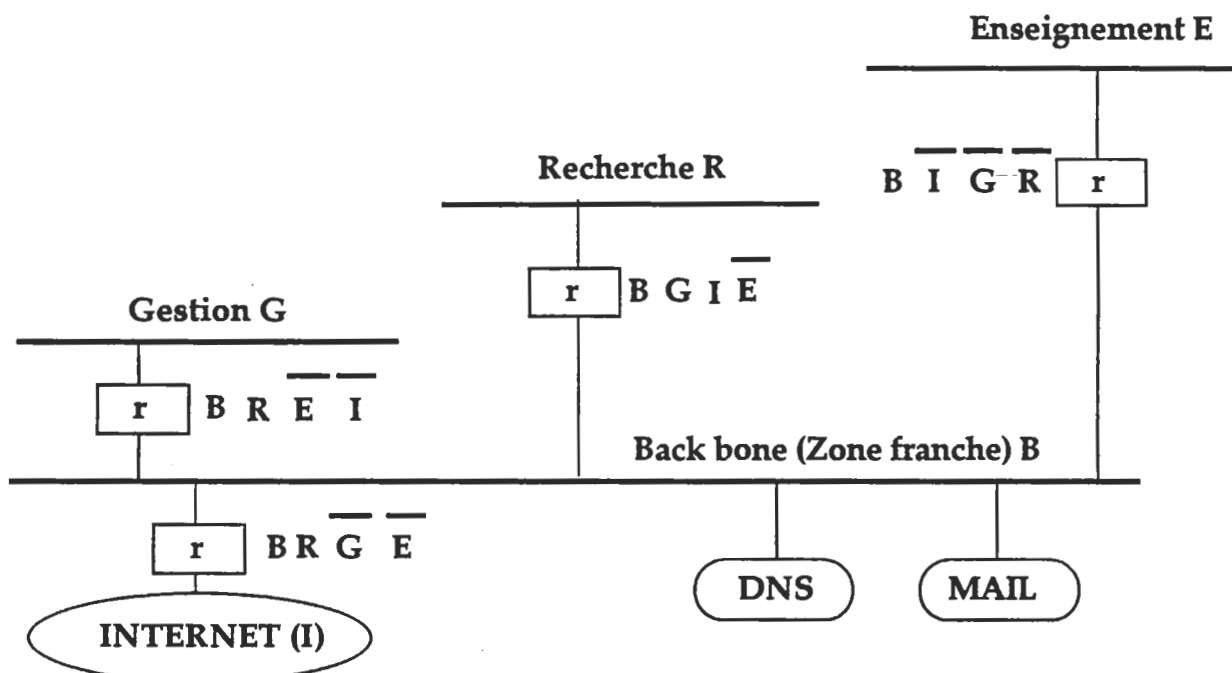 Enseignement E
B I̅ G̅ R̅ r
Recherche R
r B G I E̅
Gestion G
r B R E̅ I̅
Back bone (Zone franche) B
r B R G̅ E̅
DNS MAIL
INTERNET (I)